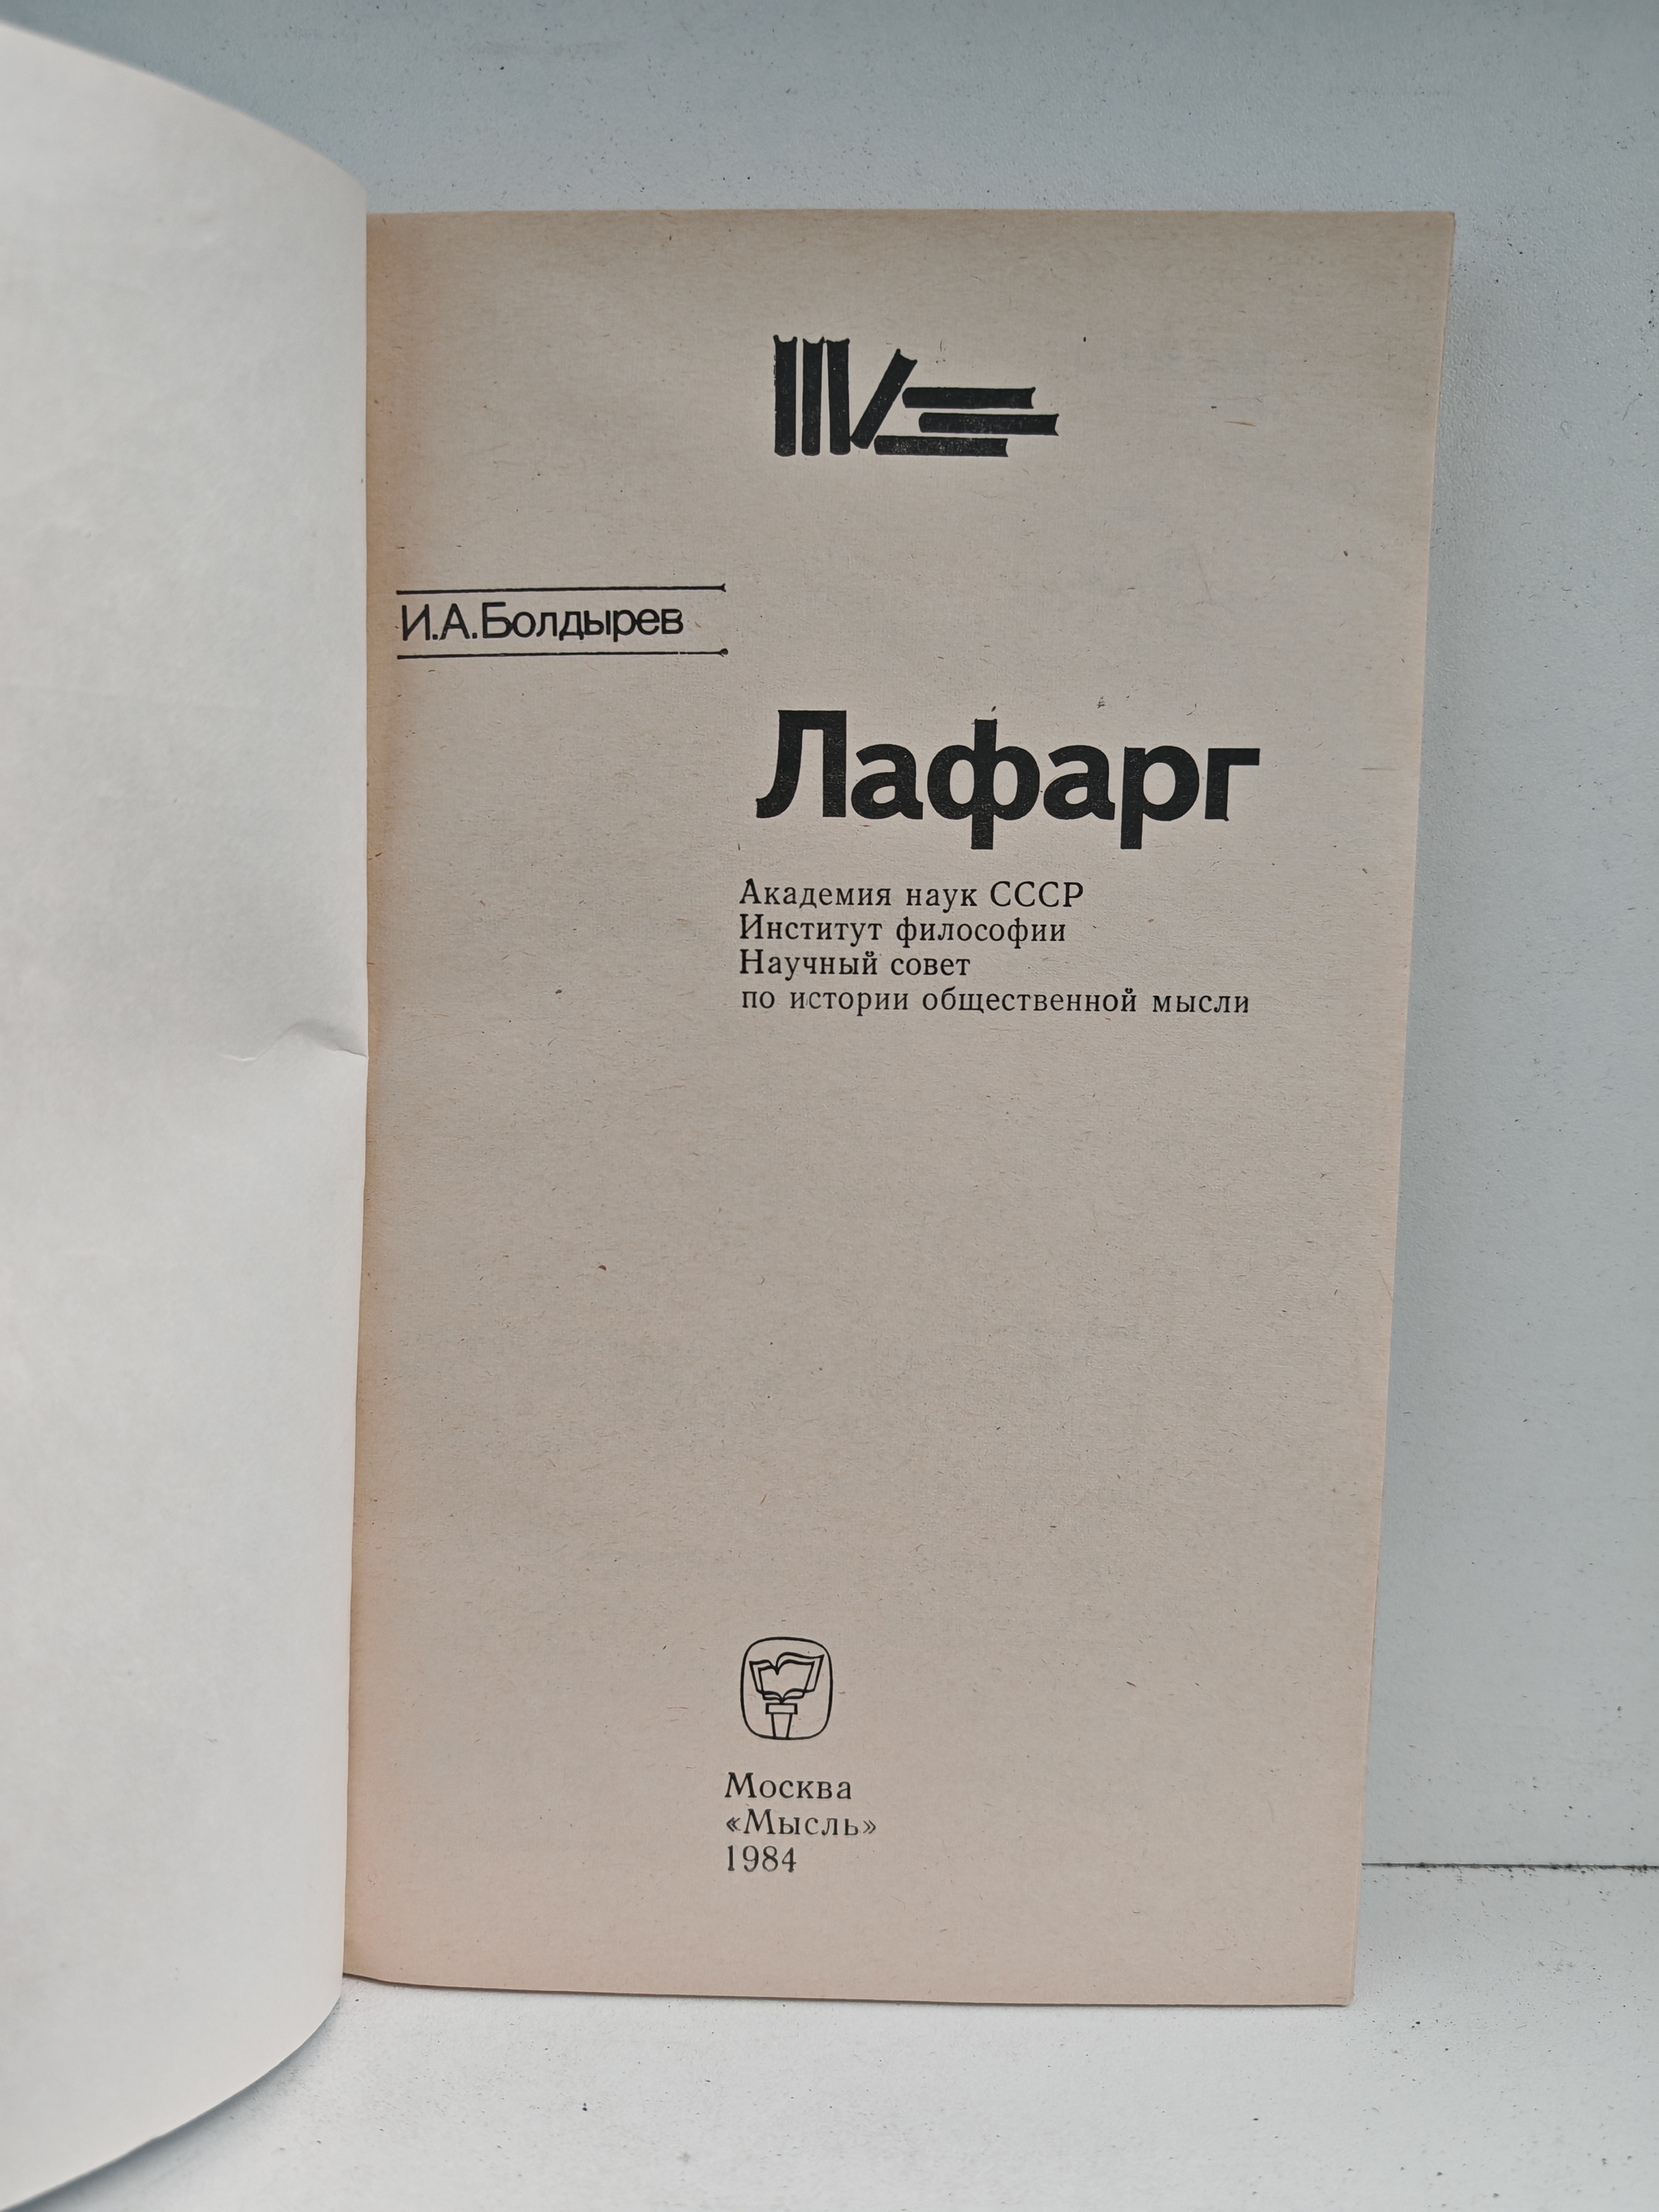 И.А.Болдырев
Лафарг
Академия наук СССР
Институт философии
Научный совет
по истории общественной мысли
Москва
«Мысль»
1984